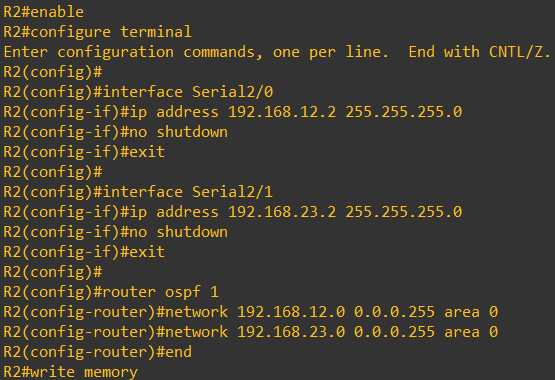 R2#enable
R2#configure terminal
Enter configuration commands, one per line.  End with CNTL/Z.
R2(config)#
R2(config)#interface Serial2/0
R2(config-if)#ip address 192.168.12.2 255.255.255.0
R2(config-if)#no shutdown
R2(config-if)#exit
R2(config)#
R2(config)#interface Serial2/1
R2(config-if)#ip address 192.168.23.2 255.255.255.0
R2(config-if)#no shutdown
R2(config-if)#exit
R2(config)#
R2(config)#router ospf 1
R2(config-router)#network 192.168.12.0 0.0.0.255 area 0
R2(config-router)#network 192.168.23.0 0.0.0.255 area 0
R2(config-router)#end
R2#write memory